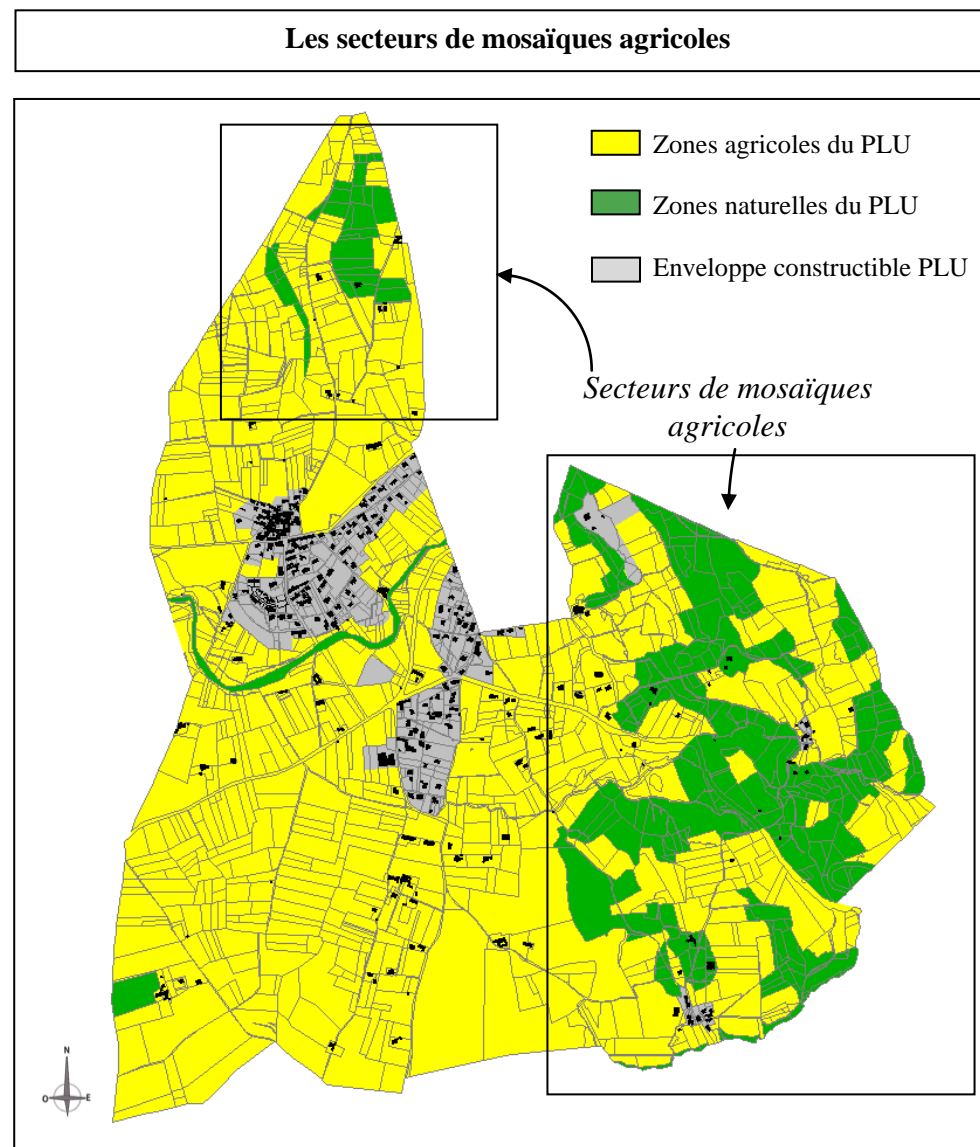 Les secteurs de mosaïques agricoles
Zones agricoles du PLU
Zones naturelles du PLU
Enveloppe constructible PLU
Secteurs de mosaïques
agricoles
N
O E